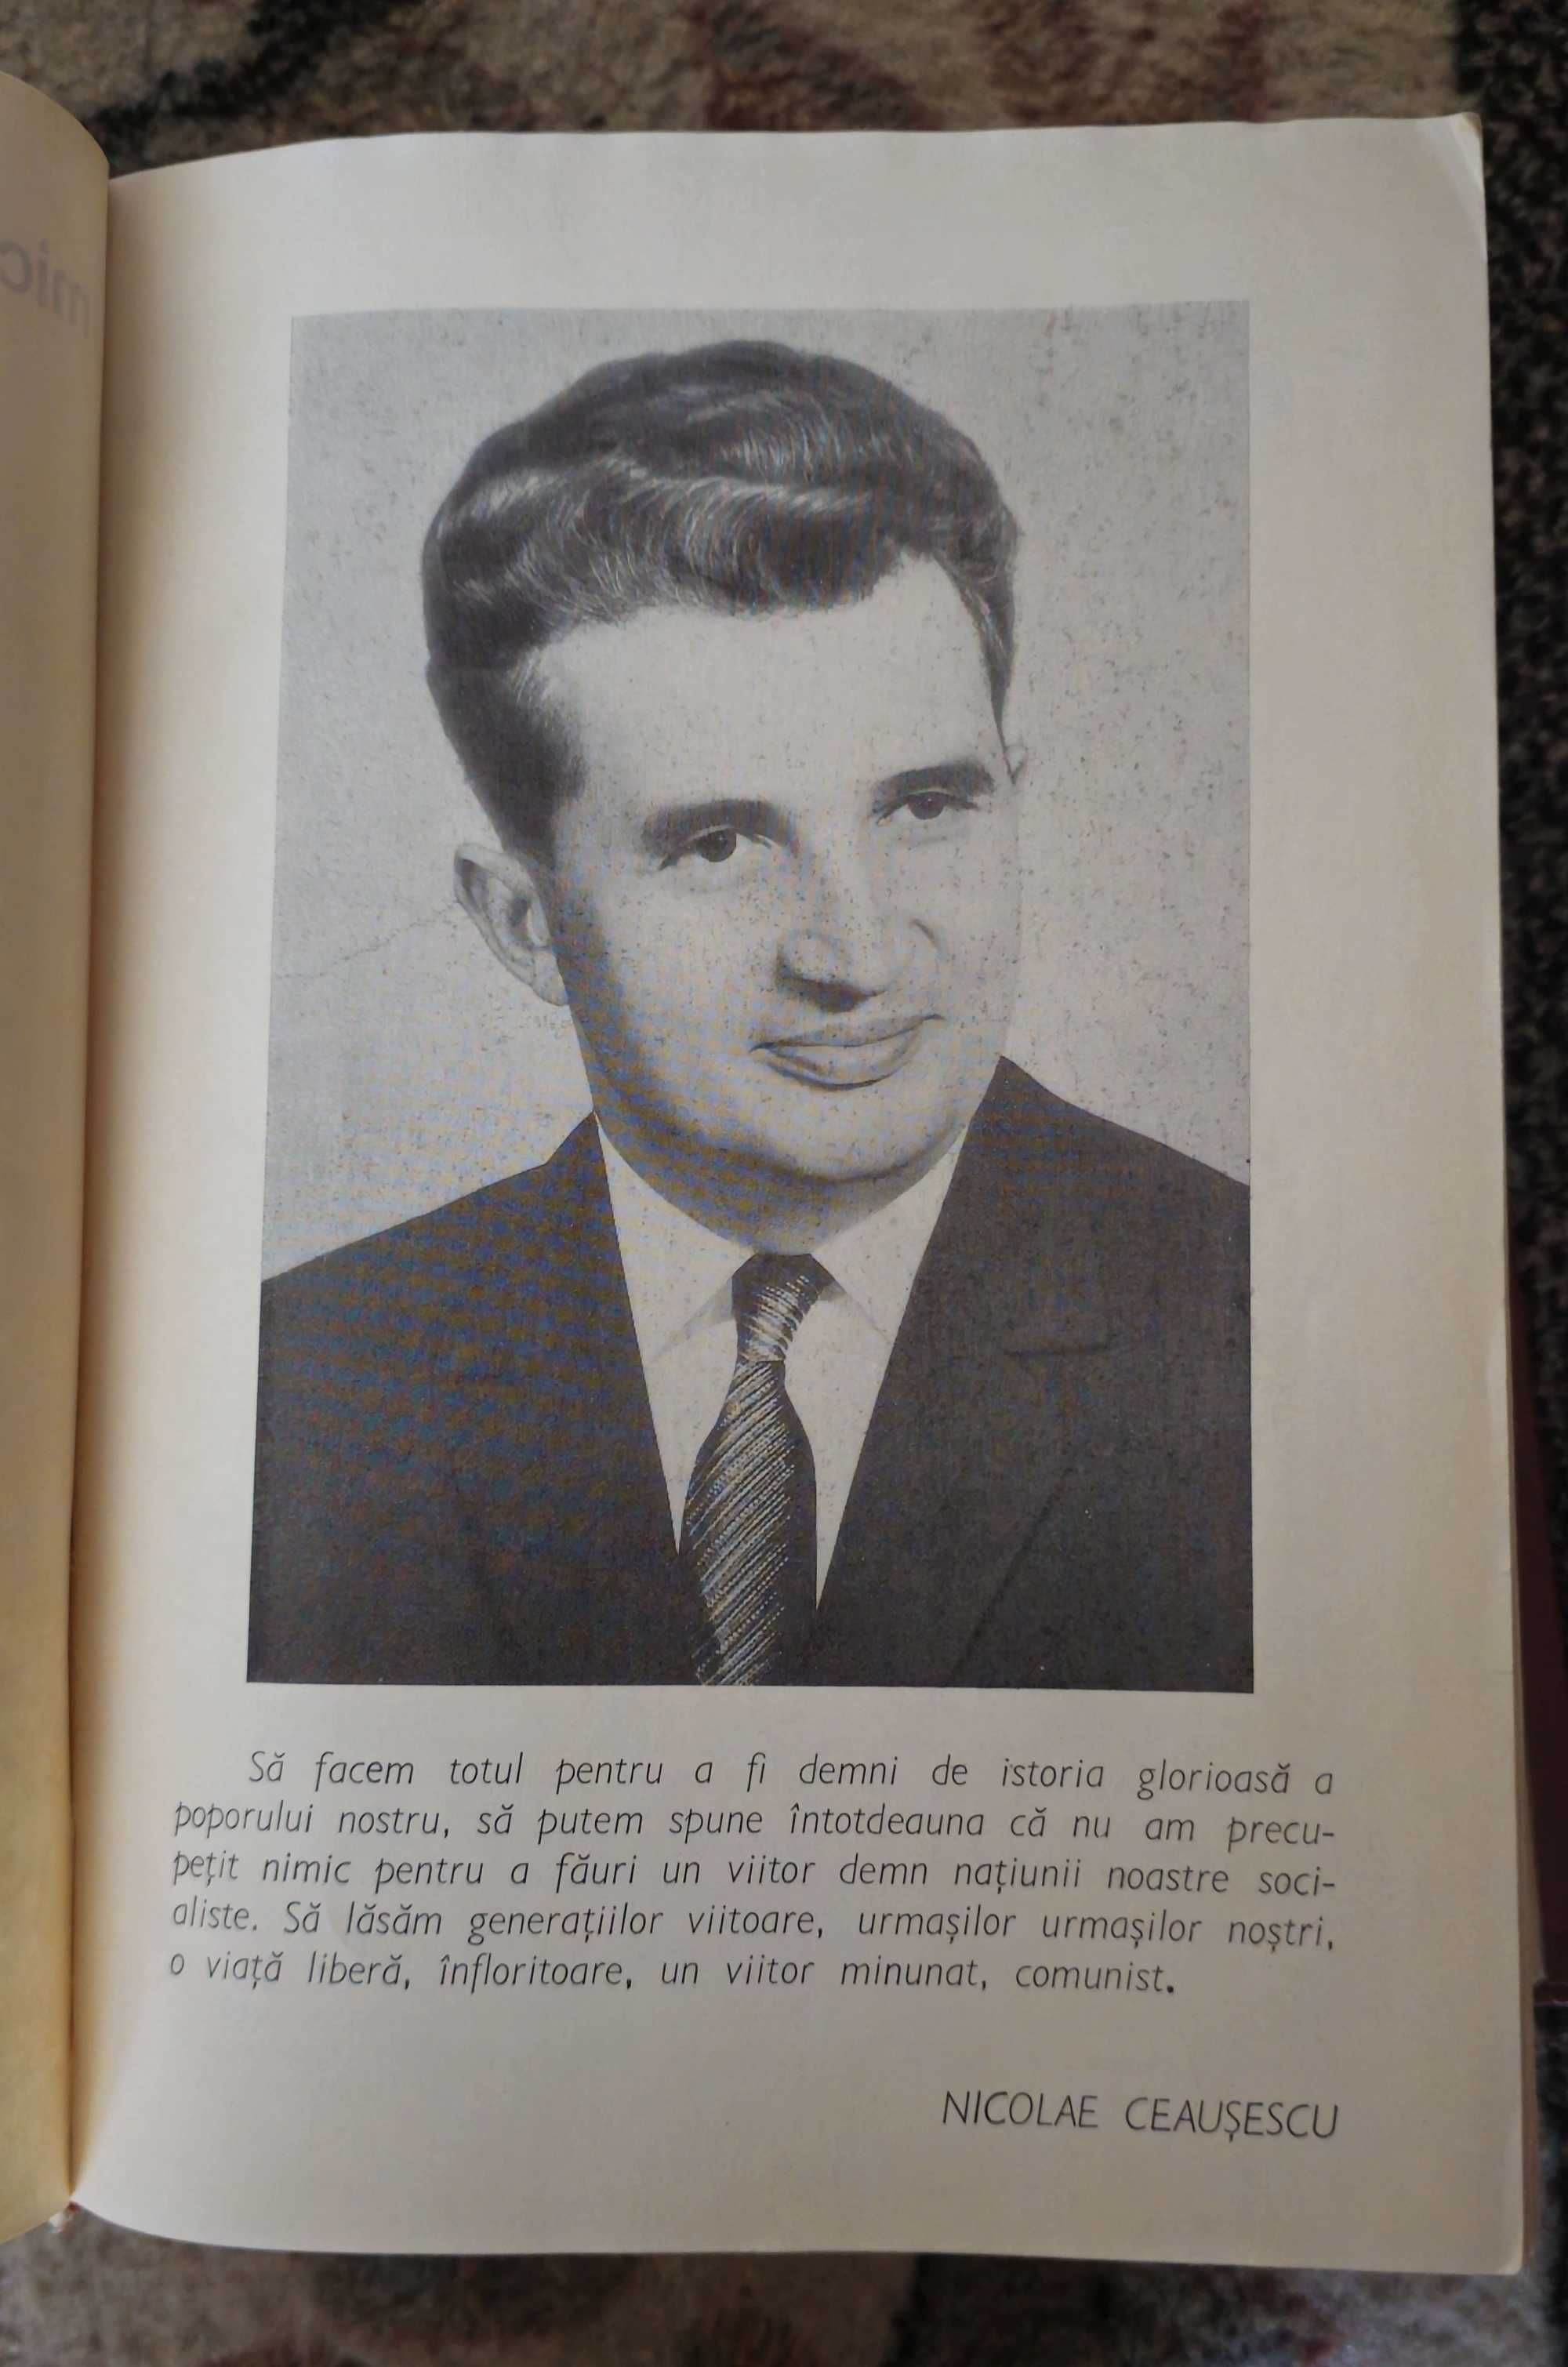 Să facem totul pentru a fi demni de istoria glorioasă a
poporului nostru, să putem spune întotdeauna că nu am precu-
pețit nimic pentru a făuri un viitor demn națiunii noastre soci-
aliste. Să lăsăm generațiilor viitoare, urmașilor urmașilor noștri,
o viață liberă, înfloritoare, un viitor minunat, comunist.
NICOLAE CEAUȘESCU